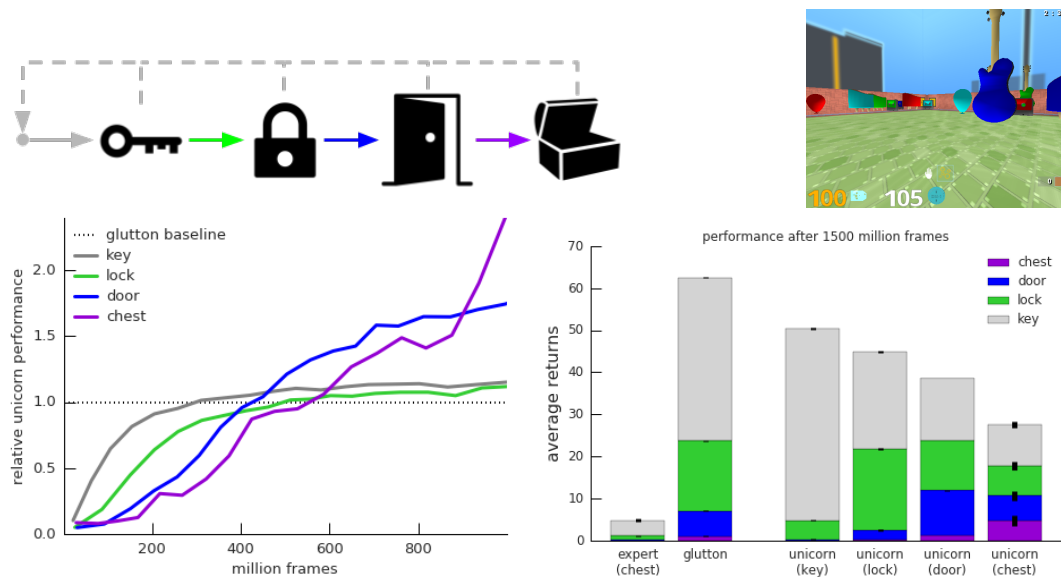 100
105
glutton baseline
key
lock
door
chest
relative unicorn performance
2.0
1.5
1.0
0.5
0.0
200
400
600
800
million frames
performance after 1500 million frames
chest
door
lock
key
average returns
70
60
50
40
30
20
10
0
expert
(chest)
glutton
unicorn
(key)
unicorn
(lock)
unicorn
(door)
unicorn
(chest)